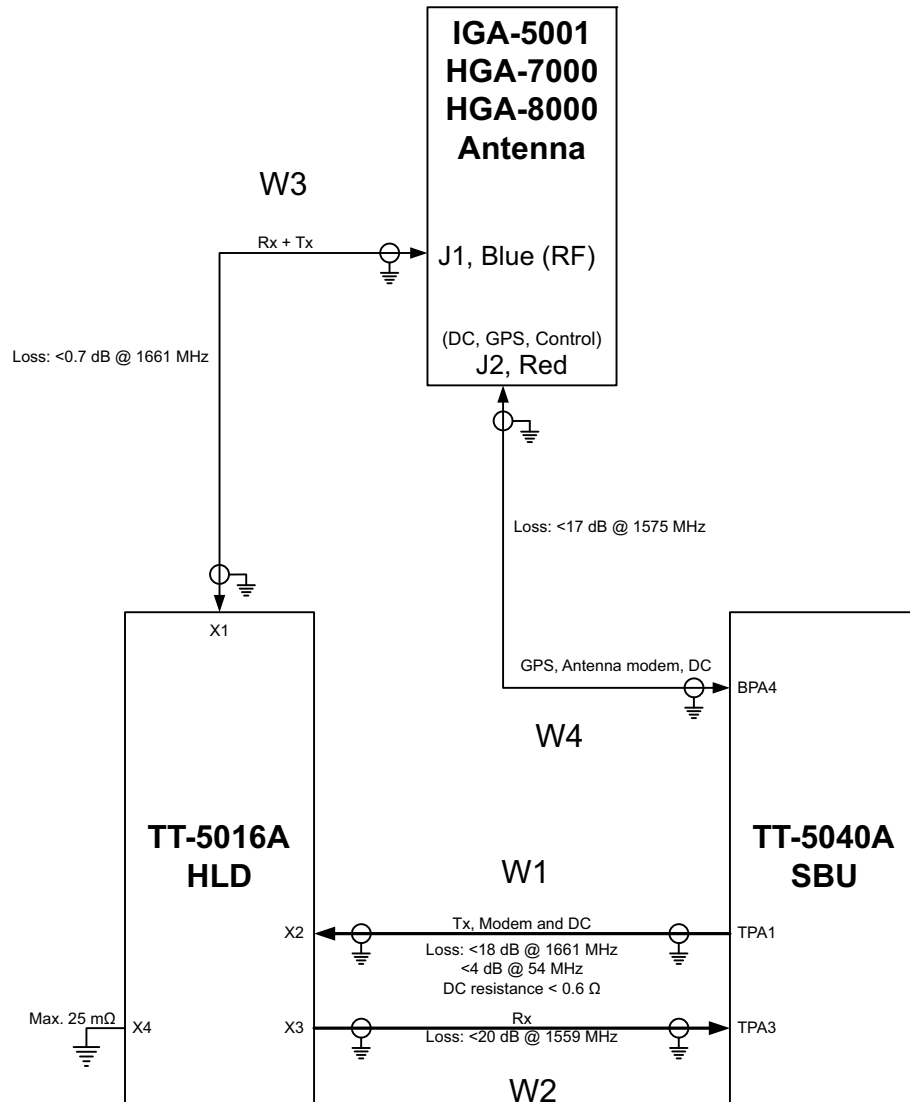 IGA-5001
HGA-7000
HGA-8000
Antenna
W3
Rx + Tx
J1, Blue (RF)
(DC, GPS, Control)
J2, Red
Loss: <0.7 dB @ 1661 MHz
Loss: <17 dB @ 1575 MHz
X1
GPS, Antenna modem, DC
BPA4
W4
TT-5016A
HLD
TT-5040A
SBU
W1
X2
Tx, Modem and DC
TPA1
Loss: <18 dB @ 1661 MHz
<4 dB @ 54 MHz
DC resistance < 0.6 Ω
Max. 25 mΩ
X4
X3
Rx
TPA3
Loss: <20 dB @ 1559 MHz
W2